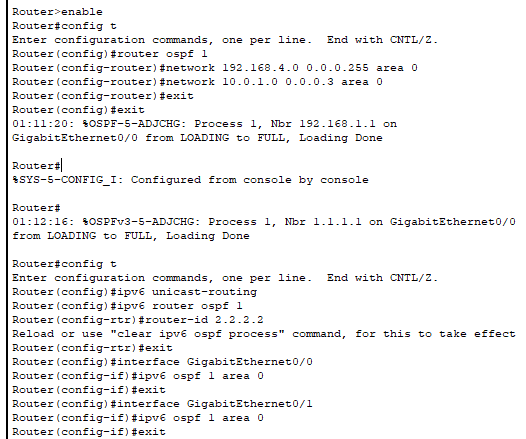 Router>enable
Router#config t
Enter configuration commands, one per line.  End with CNTL/Z.
Router(config)#router ospf 1
Router(config-router)#network 192.168.4.0 0.0.0.255 area 0
Router(config-router)#network 10.0.1.0 0.0.0.3 area 0
Router(config-router)#exit
Router(config)#exit
01:11:20: %OSPF-5-ADJCHG: Process 1, Nbr 192.168.1.1 on
GigabitEthernet0/0 from LOADING to FULL, Loading Done
Router#
%SYS-5-CONFIG_I: Configured from console by console
Router#
01:12:16: %OSPFv3-5-ADJCHG: Process 1, Nbr 1.1.1.1 on GigabitEthernet0/0
from LOADING to FULL, Loading Done
Router#config t
Enter configuration commands, one per line.  End with CNTL/Z.
Router(config)#ipv6 unicast-routing
Router(config)#ipv6 router ospf 1
Router(config-rtr)#router-id 2.2.2.2
Reload or use "clear ipv6 ospf process" command, for this to take effect
Router(config-rtr)#exit
Router(config)#interface GigabitEthernet0/0
Router(config-if)#ipv6 ospf 1 area 0
Router(config-if)#exit
Router(config)#interface GigabitEthernet0/1
Router(config-if)#ipv6 ospf 1 area 0
Router(config-if)#exit